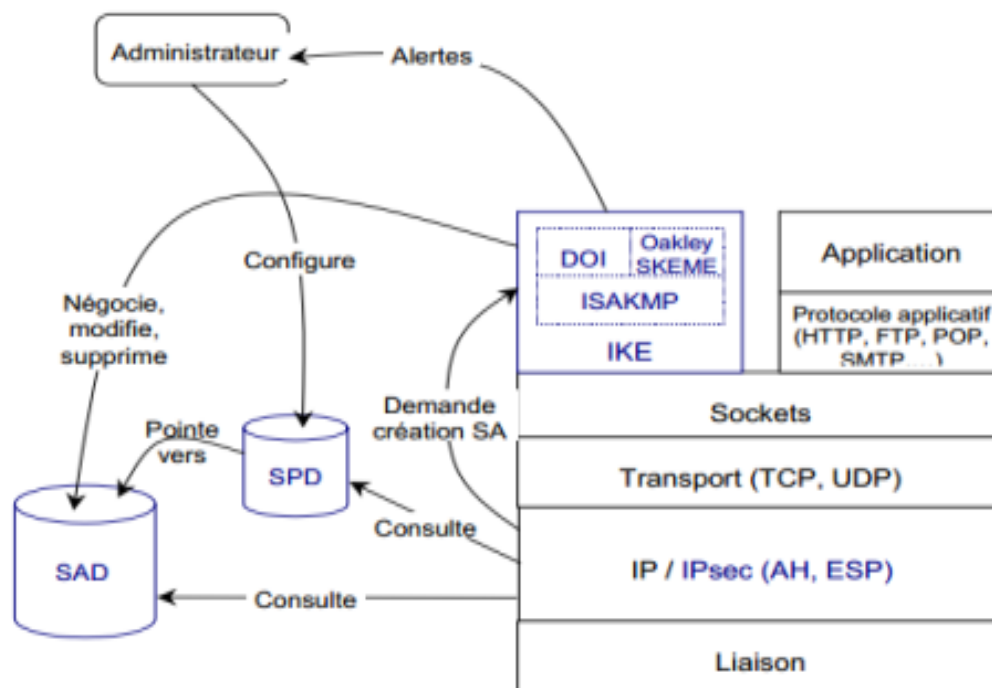 Administrateur
Alertes
Configure
Négocie,
modifie,
supprime
DOI
Oakley
SKEME
ISAKMP
IKE
Application
Protocole applicatif
(HTTP, FTP, POP,
SMTP,...)
Demande
création SA
Sockets
Pointe
vers
SPD
Transport (TCP, UDP)
Consulte
SAD
IP / IPsec (AH, ESP)
Consulte
Liaison